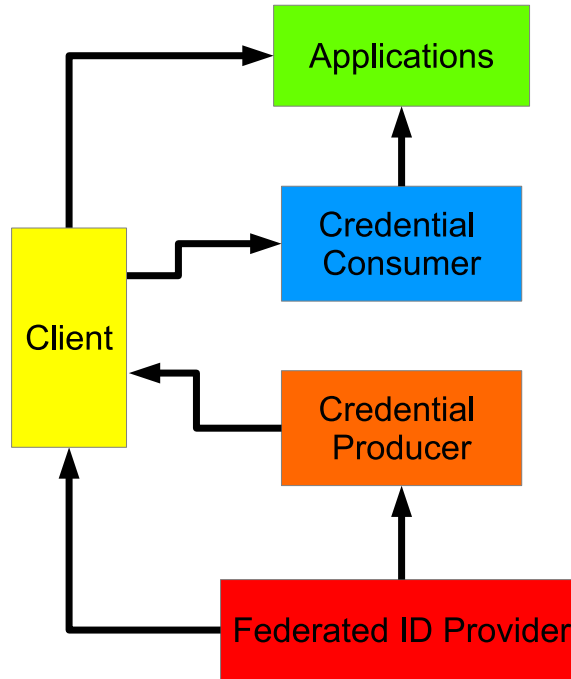 Applications
Credential
Consumer
Client
Credential
Producer
Federated ID Provider